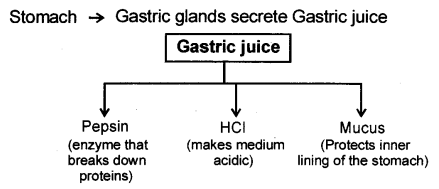 Stomach → Gastric glands secrete Gastric juice
Gastric juice
Pepsin
(enzyme that
breaks down
proteins)
HCl
(makes medium
acidic)
Mucus
(Protects inner
lining of the stomach)